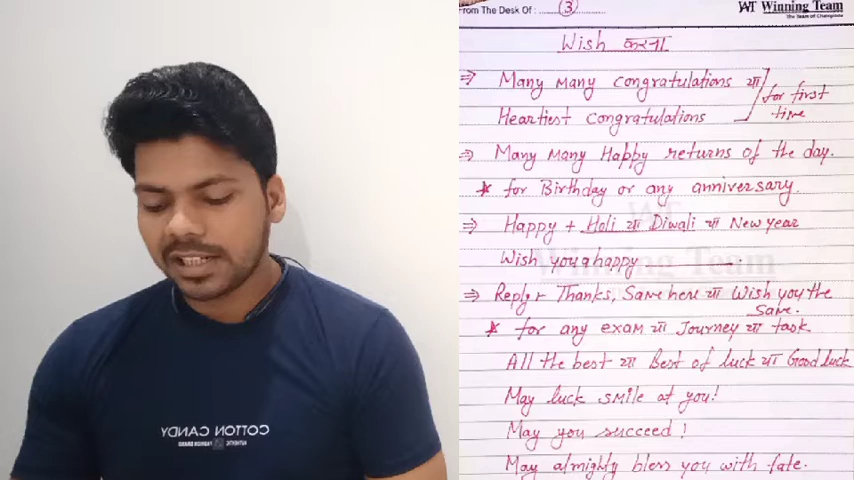 From The Desk Of : 3
WT Winning Team
The Team of Champions
Wish करना
⇒ Many Many congratulations या
Heartiest congratulations
for first time
⇒ Many Many Happy returns of the day.
* for Birthday or any anniversary.
⇒ Happy + Holi या Diwali या New year
Wish you a happy
⇒ Reply:- Thanks, Same here या Wish you the same.
* for any exam या Journey या task.
All the best या Best of luck या Good luck
May luck smile at you!
May you succeed!
May almighty bless you with fate.
WT
Winning Team
COTTON CANDY